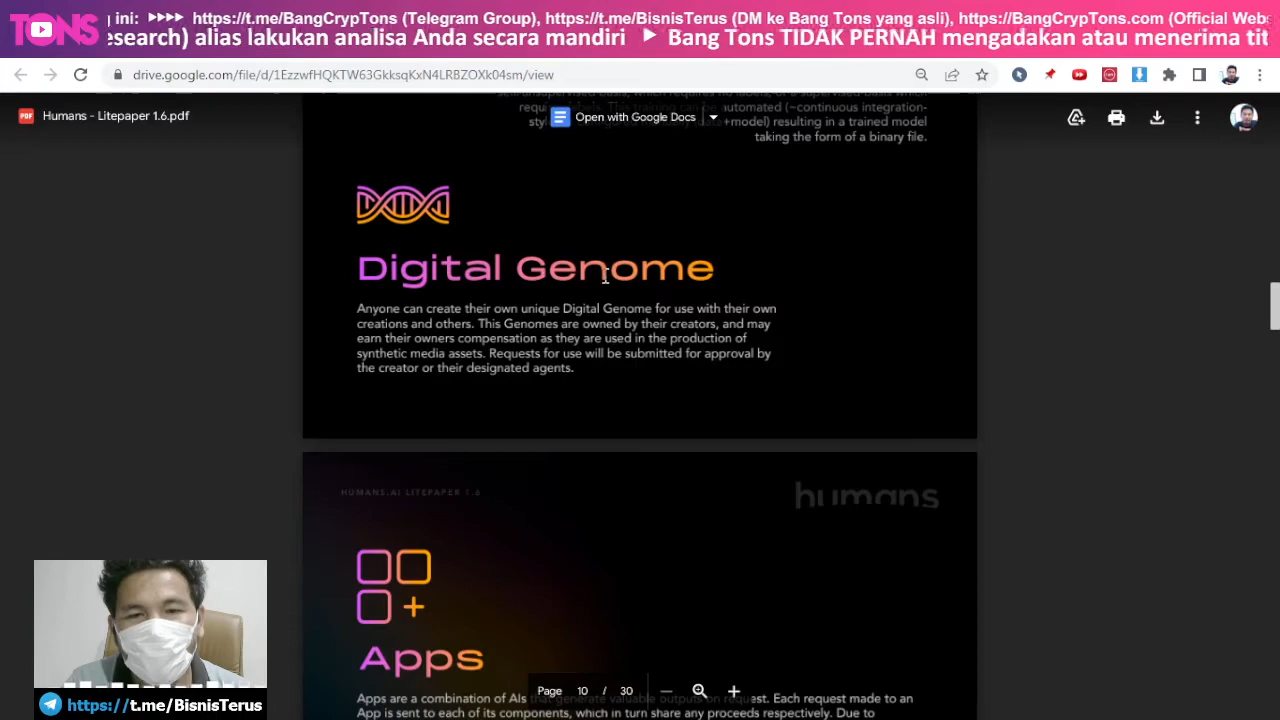 g ini: ►►►► https://t.me/BangCrypTons (Telegram Group), https://t.me/BisnisTerus (DM ke Bang Tons yang asli), https://BangCrypTons.com (Official Web
TONS
esearch) alias lakukan analisa Anda secara mandiri ► Bang Tons TIDAK PERNAH mengadakan atau menerima tit
drive.google.com/file/d/1EzzwfHQKTW63GkksqKxN4LRBZOXk04sm/view
Humans - Litepaper 1.6.pdf
Open with Google Docs
automated (~continuous integration-
+model) resulting in a trained model
taking the form of a binary file.
Digital Genome
Anyone can create their own unique Digital Genome for use with their own
creations and others. This Genomes are owned by their creators, and may
earn their owners compensation as they are used in the production of
synthetic media assets. Requests for use will be submitted for approval by
the creator or their designated agents.
HUMANS.AI LITEPAPER 1.6
humans
Apps
Apps are a combination of AIs that generate valuable outputs on request. Each request made to an
App is sent to each of its components, which in turn share any proceeds respectively. Due to
Page 10 / 30
https://t.me/BisnisTerus